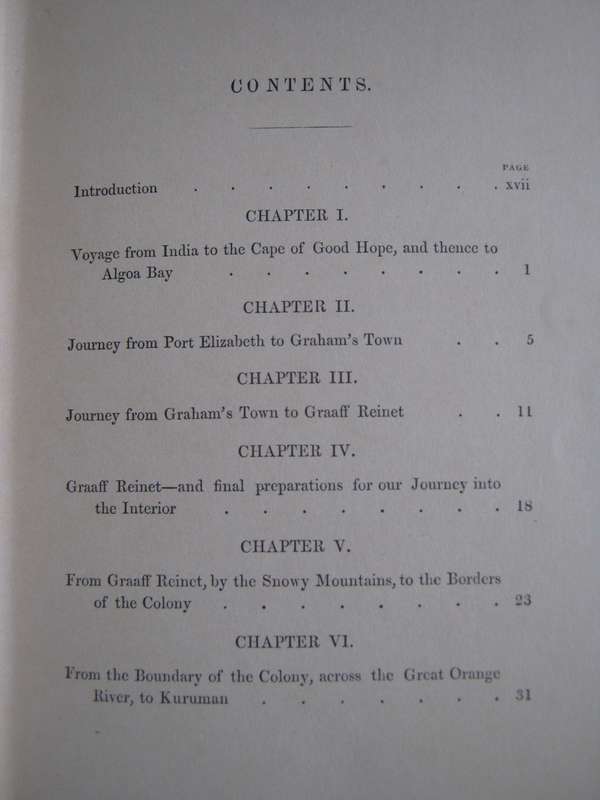 CONTENTS.
PAGE
Introduction . . . . . . . . . xvii
CHAPTER I.
Voyage from India to the Cape of Good Hope, and thence to
Algoa Bay . . . . . . . . 1
CHAPTER II.
Journey from Port Elizabeth to Graham's Town . . 5
CHAPTER III.
Journey from Graham's Town to Graaff Reinet . . 11
CHAPTER IV.
Graaff Reinet—and final preparations for our Journey into
the Interior . . . . . . . . 18
CHAPTER V.
From Graaff Reinet, by the Snowy Mountains, to the Borders
of the Colony . . . . . . . . 23
CHAPTER VI.
From the Boundary of the Colony, across the Great Orange
River, to Kuruman . . . . . . . 31